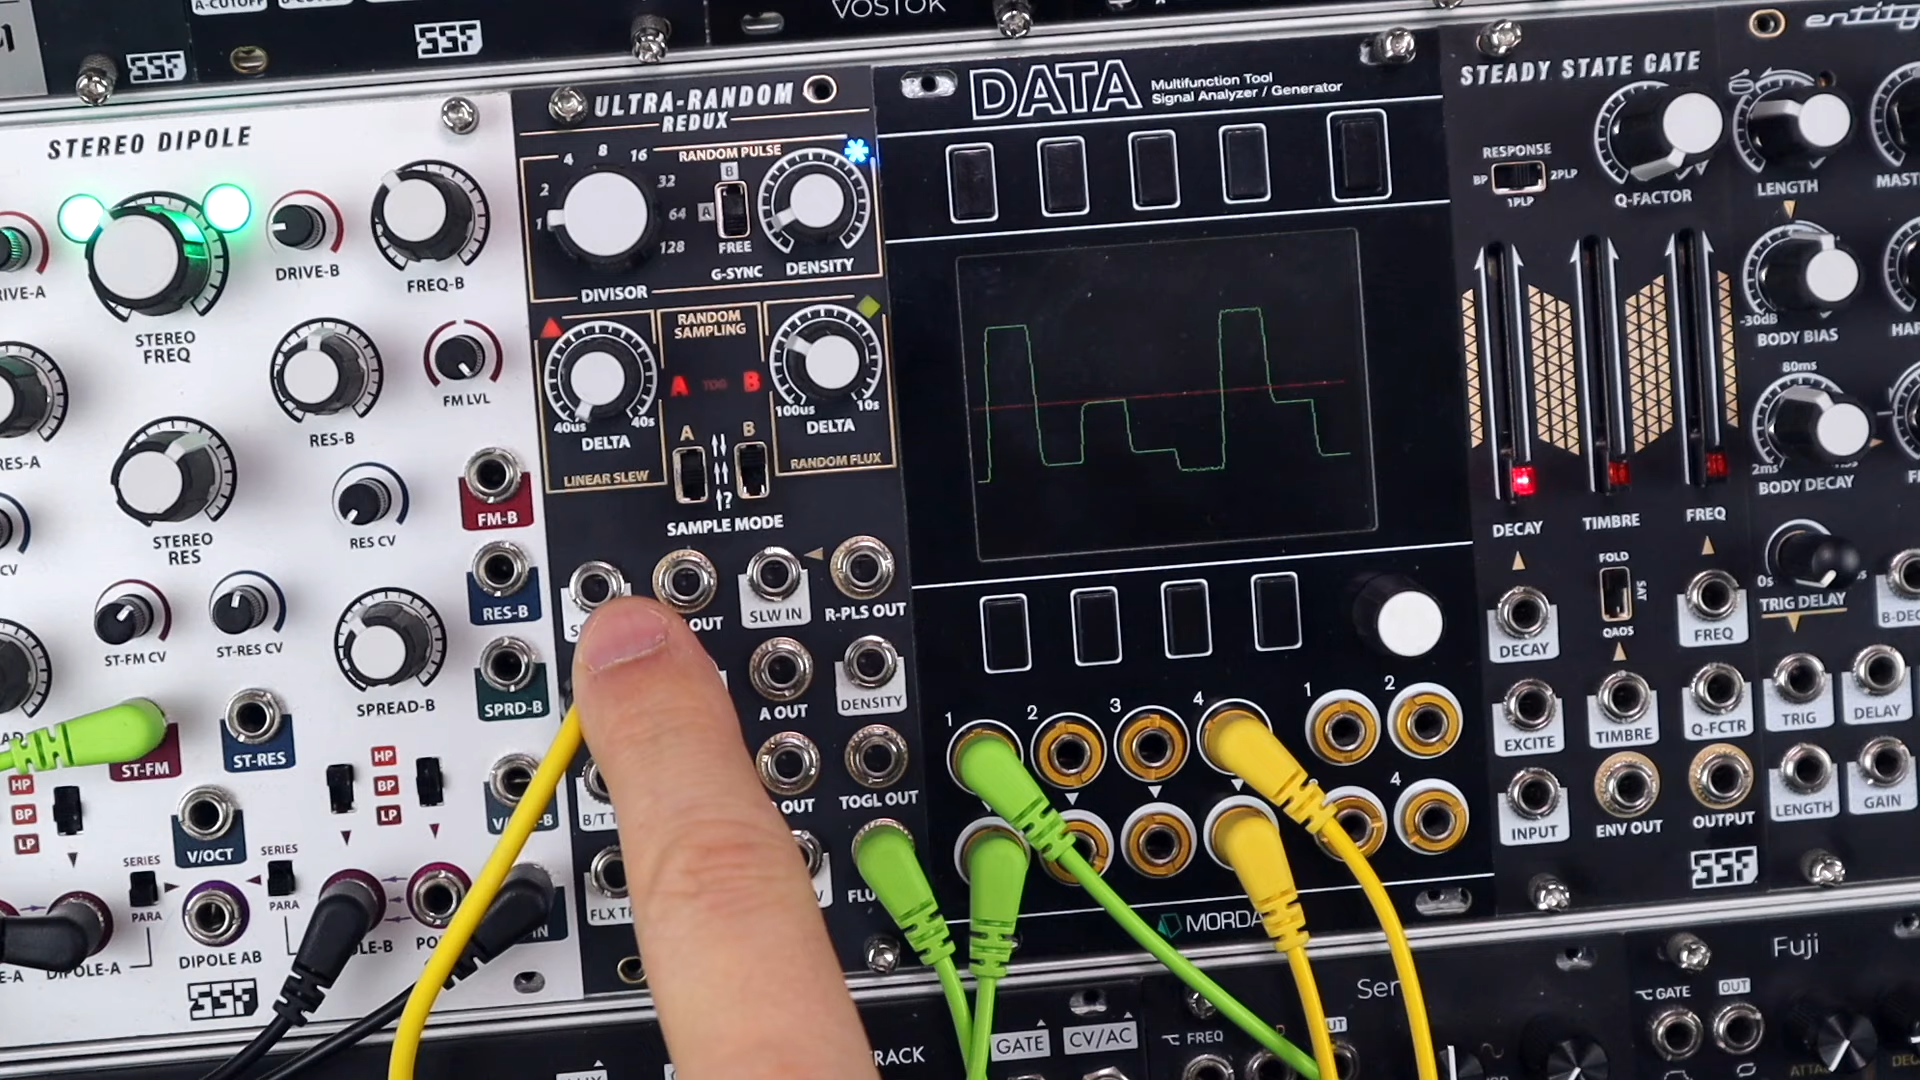 A-CUTOFF
VOSTOK
SSF
SSF
entity
STEREO DIPOLE
DRIVE-B
FREQ-B
STEREO
FREQ
FM LVL
RES-B
RES-A
STEREO
RES
RES CV
FM-B
RES-B
ST-FM CV
ST-RES CV
SPREAD-B
SPRD-B
ST-FM
ST-RES
HP
BP
LP
HP
BP
LP
V/OCT
SERIES
PARA
SERIES
PARA
DIPOLE-A
DIPOLE AB
SSF
ULTRA-RANDOM
REDUX
1
2
4
8
16
32
64
128
DIVISOR
RANDOM PULSE
B
A
FREE
G-SYNC
DENSITY
RANDOM
SAMPLING
A TOG B
40us
40s
DELTA
LINEAR SLEW
100us
10s
DELTA
RANDOM FLUX
A
B
?
SAMPLE MODE
OUT
SLW IN
R-PLS OUT
A OUT
DENSITY
OUT
TOGL OUT
DATA
Multifunction Tool
Signal Analyzer / Generator
1
2
3
4
1
2
4
STEADY STATE GATE
RESPONSE
BP
2PLP
1PLP
Q-FACTOR
DECAY
TIMBRE
FREQ
FOLD
SAT
QAOS
DECAY
FREQ
EXCITE
TIMBRE
Q-FCTR
INPUT
ENV OUT
OUTPUT
SSF
LENGTH
-30dB
BODY BIAS
80ms
2ms
BODY DECAY
0s
TRIG DELAY
TRIG
DELAY
LENGTH
GAIN
GATE
CV/AC
FREQ
Fuji
GATE
OUT